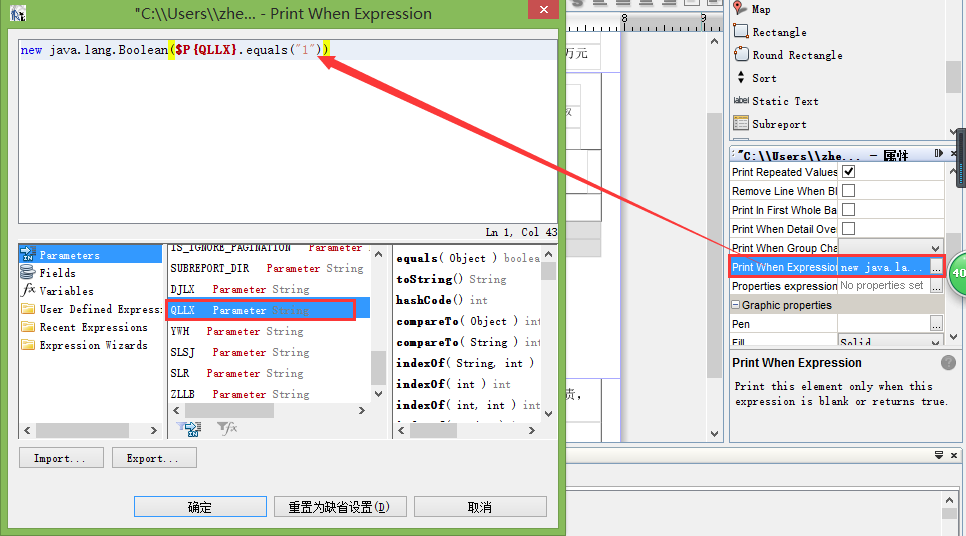 "C:\\Users\\zhe... - Print When Expression
new java.lang.Boolean($P{QLLX}.equals("1"))
Ln 1, Col 43
Parameters
Fields
Variables
User Defined Express:
Recent Expressions
Expression Wizards
IS_IGNORE_PAGINATION Parameter
SUBREPORT_DIR Parameter String
DJLX Parameter String
QLLX Parameter String
YWH Parameter String
SLSJ Parameter String
SLR Parameter String
ZLLB Parameter String
equals( Object ) boolea
toString() String
hashCode() int
compareTo( Object ) int
compareTo( String ) int
indexOf( String, int )
indexOf( int ) int
indexOf( int, int ) int
Import...
Export...
确定
重置为缺省设置(D)
取消
8
9
万元
权
责，
Map
Rectangle
Round Rectangle
Sort
label Static Text
Subreport
"C:\\Users\\zhe... - 属性
Print Repeated Values
Remove Line When Bl
Print In First Whole Ba
Print When Detail Over
Print When Group Cha
Print When Expression new java.la... ...
Properties expression No properties set ...
Graphic properties
Pen ...
Fill Solid
Print When Expression
Print this element only when this
expression is blank or returns true.
40